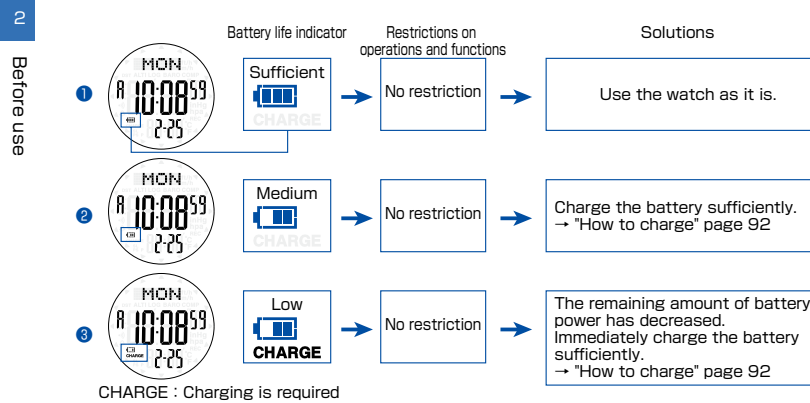 2
Before use
Battery life indicator
Restrictions on
operations and functions
Solutions
1
MON
A 10:08 59
2-25
Sufficient
CHARGE
No restriction
Use the watch as it is.
2
MON
A 10:08 59
2-25
Medium
CHARGE
No restriction
Charge the battery sufficiently.
→ "How to charge" page 92
3
MON
A 10:08 59
CHARGE
2-25
Low
CHARGE
No restriction
The remaining amount of battery
power has decreased.
Immediately charge the battery
sufficiently.
→ "How to charge" page 92
CHARGE : Charging is required